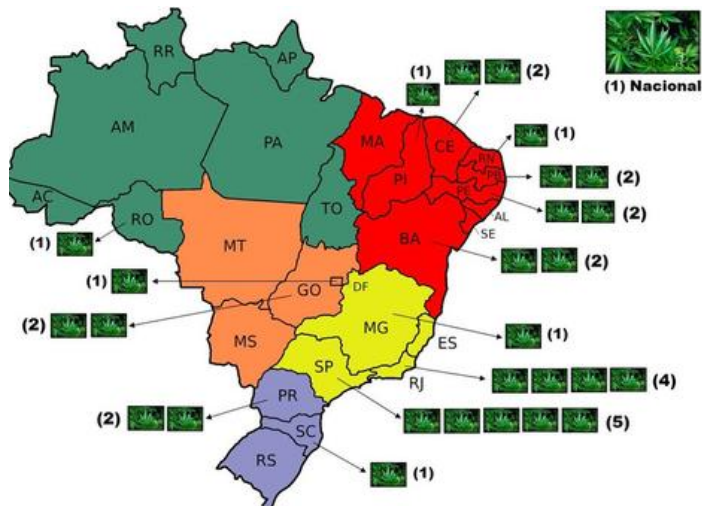 (1) Nacional
RR
AP
AM
PA
AC
RO
TO
(1)
MA
CE
RN
PB
PI
PE
AL
SE
BA
(1)
(2)
(1)
(2)
(2)
(2)
MT
GO
DF
MS
(1)
(2)
MG
ES
SP
RJ
(1)
(4)
(5)
PR
SC
RS
(2)
(1)